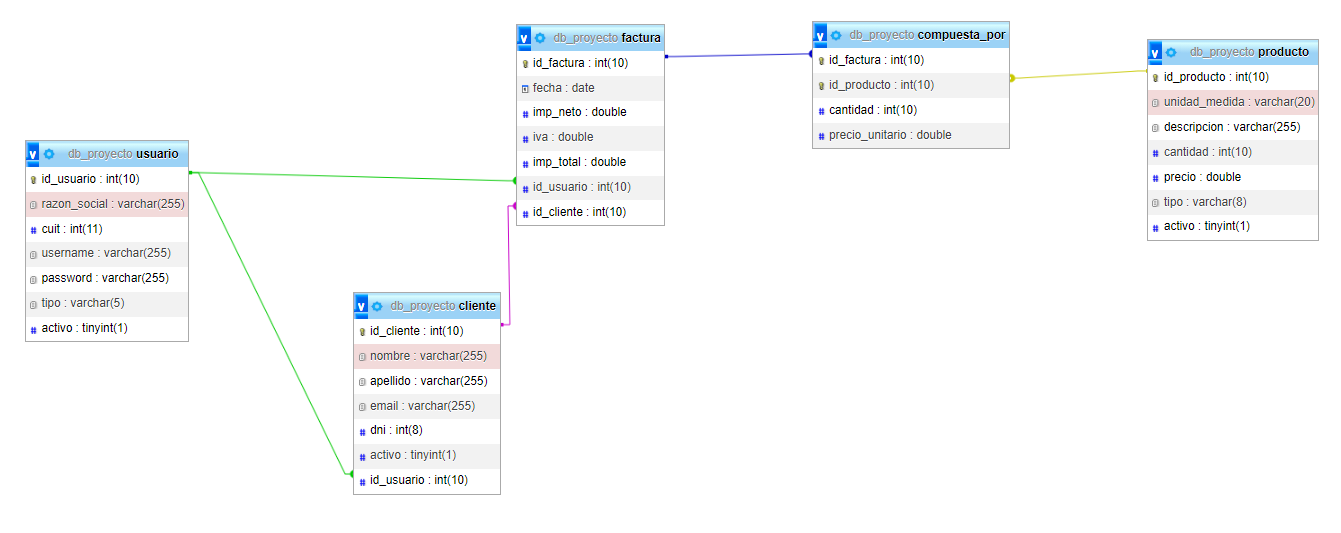 db_proyecto usuario
id_usuario : int(10)
razon_social : varchar(255)
cuit : int(11)
username : varchar(255)
password : varchar(255)
tipo : varchar(5)
activo : tinyint(1)
db_proyecto cliente
id_cliente : int(10)
nombre : varchar(255)
apellido : varchar(255)
email : varchar(255)
dni : int(8)
activo : tinyint(1)
id_usuario : int(10)
db_proyecto factura
id_factura : int(10)
fecha : date
imp_neto : double
iva : double
imp_total : double
id_usuario : int(10)
id_cliente : int(10)
db_proyecto compuesta_por
id_factura : int(10)
id_producto : int(10)
cantidad : int(10)
precio_unitario : double
db_proyecto producto
id_producto : int(10)
unidad_medida : varchar(20)
descripcion : varchar(255)
cantidad : int(10)
precio : double
tipo : varchar(8)
activo : tinyint(1)